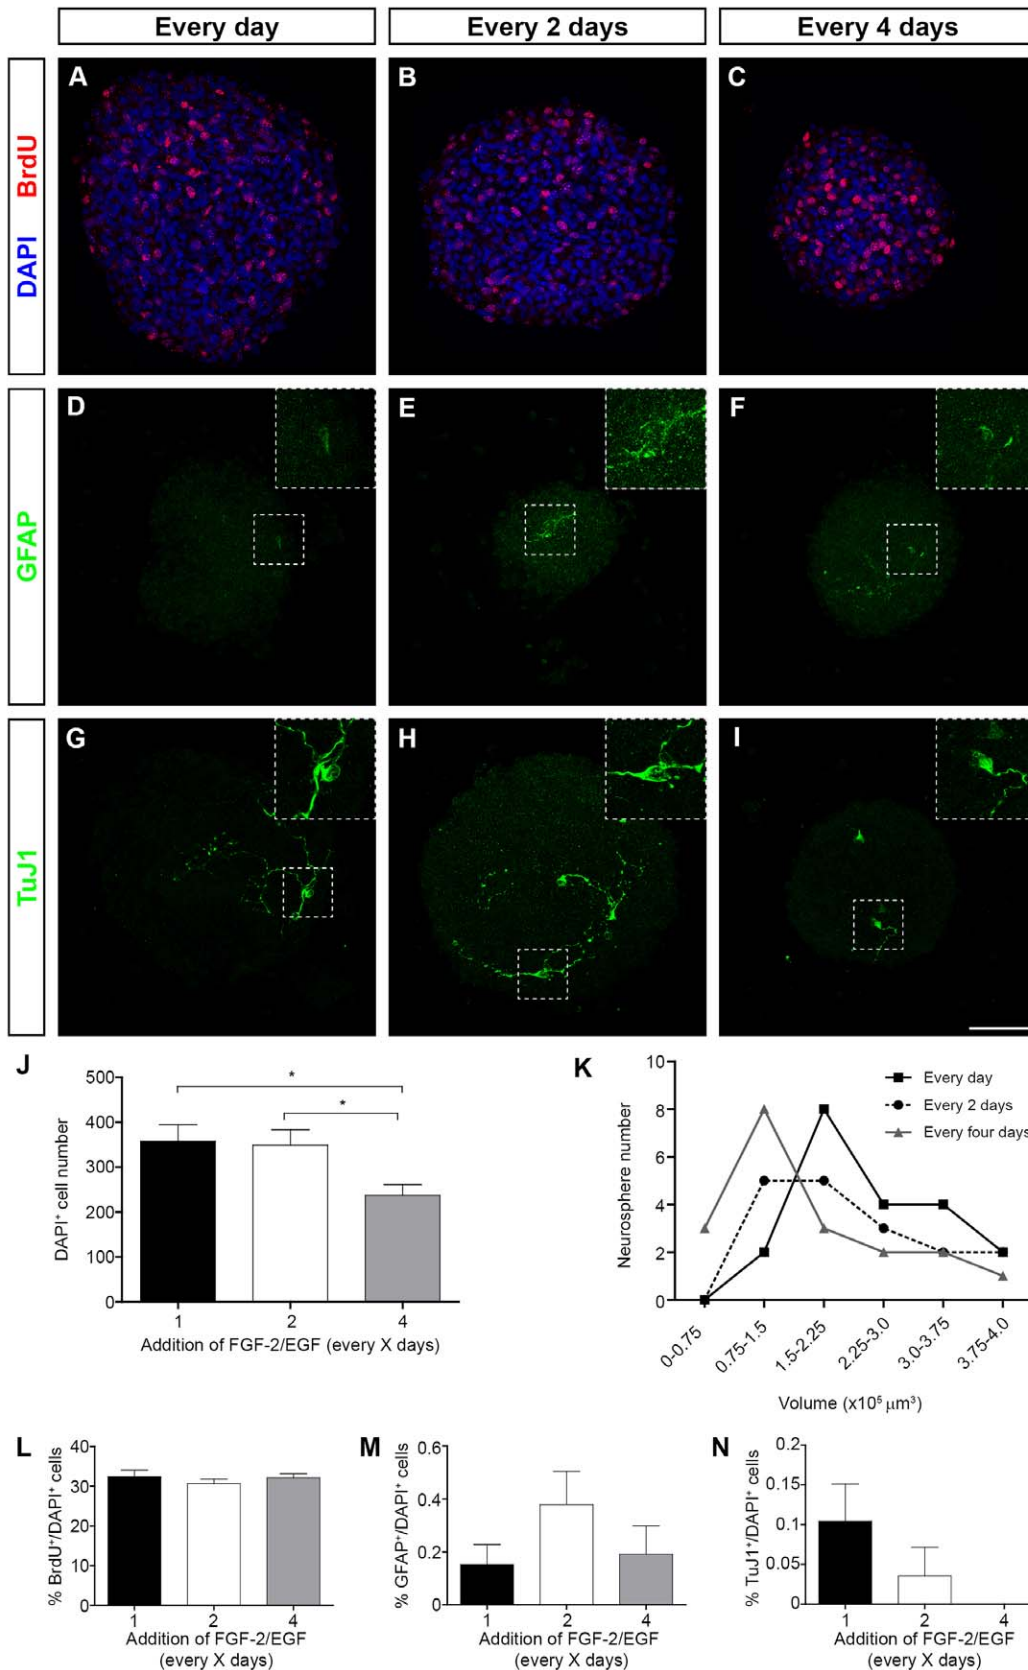 Every day
Every 2 days
Every 4 days
DAPI BrdU
A
B
C
GFAP
D
E
F
TuJ1
G
H
I
J
DAPI⁺ cell number
500
400
300
200
100
0
1
2
4
Addition of FGF-2/EGF (every X days)
K
Neurosphere number
10
8
6
4
2
0
Every day
Every 2 days
Every four days
0-0.75
0.75-1.5
1.5-2.25
2.25-3.0
3.0-3.75
3.75-4.0
Volume (x10⁵ μm³)
*
*
L
% BrdU⁺/DAPI⁺ cells
40
30
20
10
0
1
2
4
Addition of FGF-2/EGF
(every X days)
M
% GFAP⁺/DAPI⁺ cells
0.6
0.4
0.2
0
1
2
4
Addition of FGF-2/EGF
(every X days)
N
% TuJ1⁺/DAPI⁺ cells
0.2
0.15
0.1
0.05
0
1
2
4
Addition of FGF-2/EGF
(every X days)